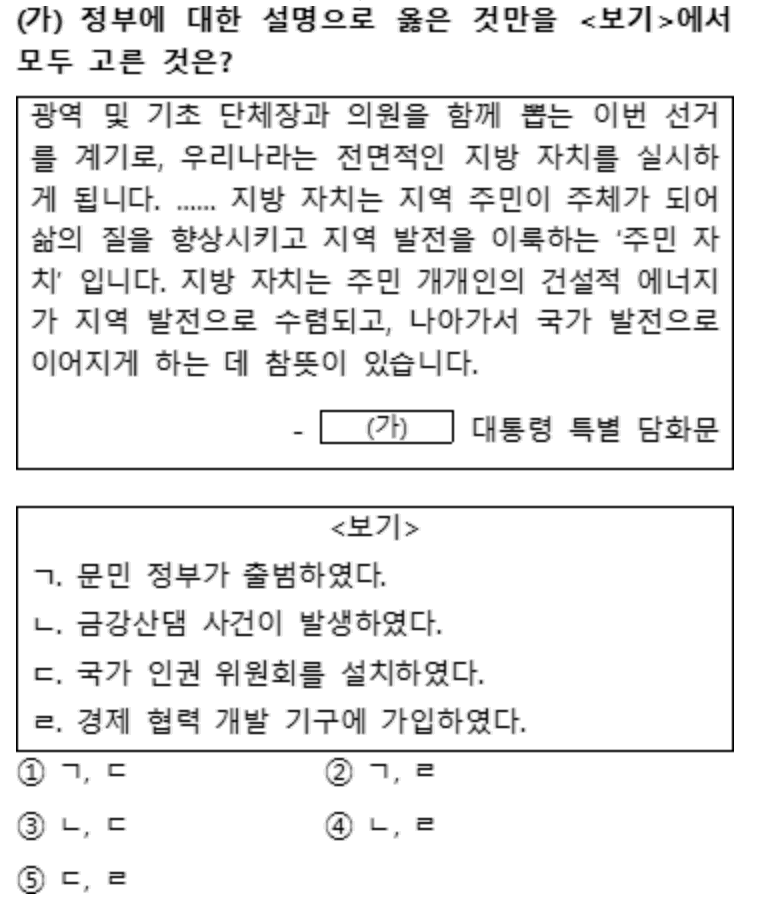 (가) 정부에 대한 설명으로 옳은 것만을 <보기>에서
모두 고른 것은?
광역 및 기초 단체장과 의원을 함께 뽑는 이번 선거
를 계기로, 우리나라는 전면적인 지방 자치를 실시하
게 됩니다. ...... 지방 자치는 지역 주민이 주체가 되어
삶의 질을 향상시키고 지역 발전을 이룩하는 '주민 자
치' 입니다. 지방 자치는 주민 개개인의 건설적 에너지
가 지역 발전으로 수렴되고, 나아가서 국가 발전으로
이어지게 하는 데 참뜻이 있습니다.
- (가) 대통령 특별 담화문
<보기>
ㄱ. 문민 정부가 출범하였다.
ㄴ. 금강산댐 사건이 발생하였다.
ㄷ. 국가 인권 위원회를 설치하였다.
ㄹ. 경제 협력 개발 기구에 가입하였다.
① ㄱ, ㄷ ② ㄱ, ㄹ
③ ㄴ, ㄷ ④ ㄴ, ㄹ
⑤ ㄷ, ㄹ